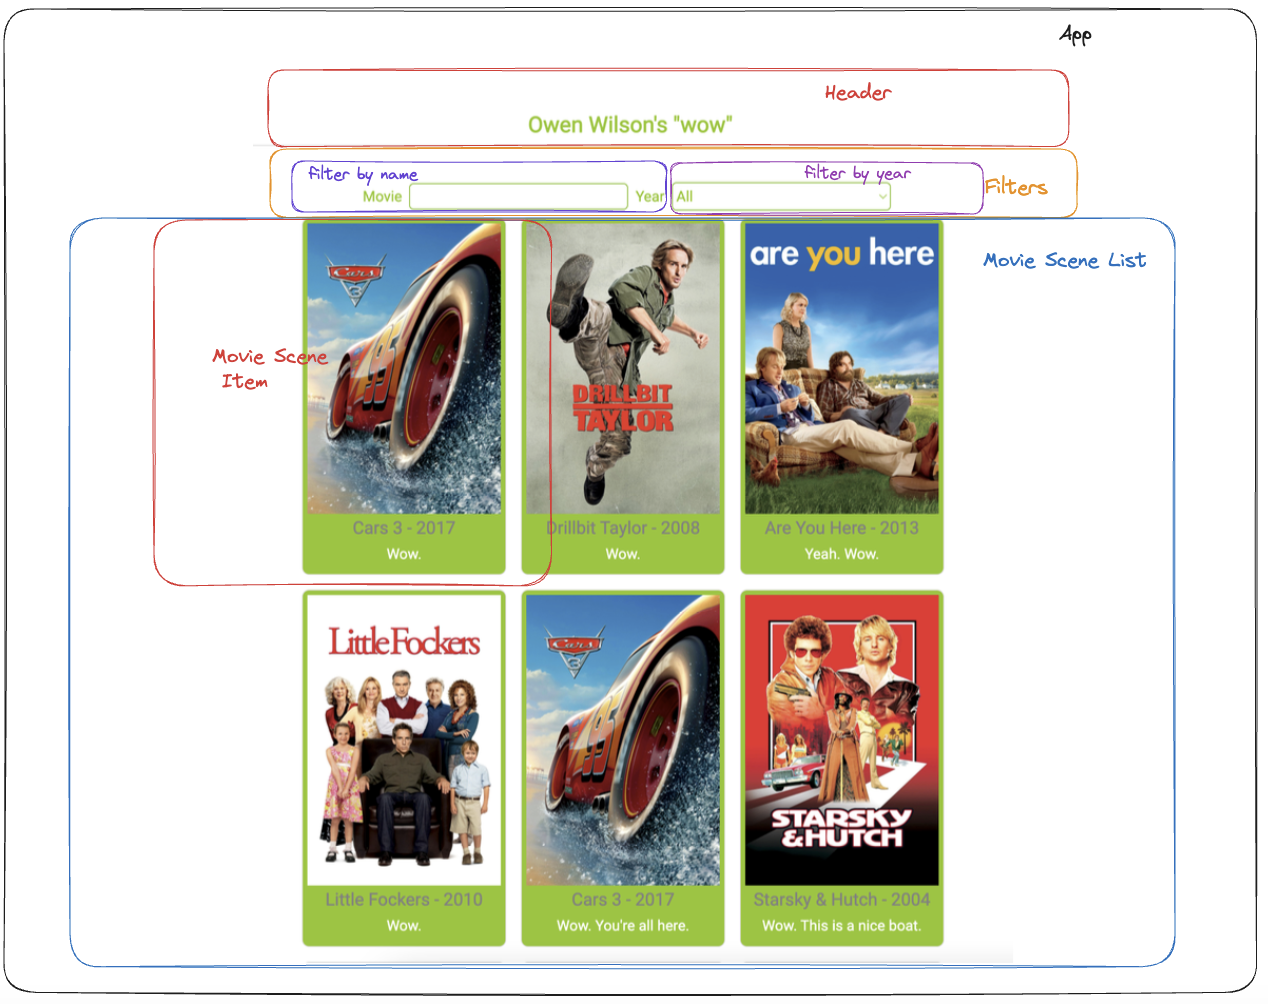 App
Header
Owen Wilson's "wow"
filter by name
filter by year
Movie
Year
All
Filters
Movie Scene List
Movie Scene
Item
Cars
3
95
DRILLBIT
TAYLOR
are you here
Cars 3 - 2017
Drillbit Taylor - 2008
Are You Here - 2013
Wow.
Wow.
Yeah. Wow.
Little Fockers
Cars
3
95
STARSKY
& HUTCH
Little Fockers - 2010
Cars 3 - 2017
Starsky & Hutch - 2004
Wow.
Wow. You're all here.
Wow. This is a nice boat.